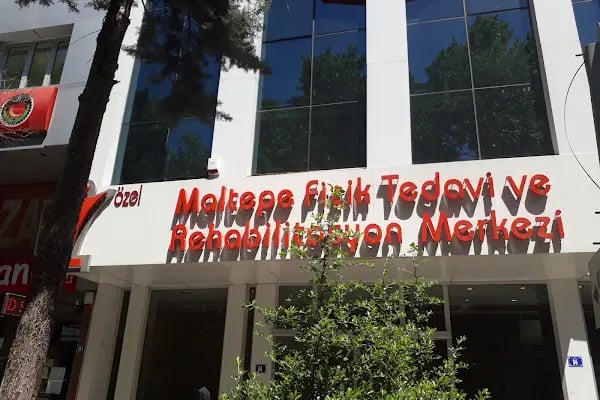 özel
Maltepe Fizik Tedavi ve
Rehabilitasyon Merkezi